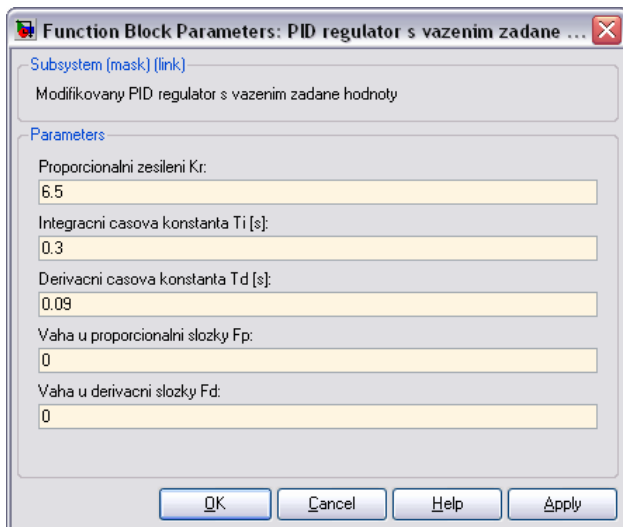 Function Block Parameters: PID regulator s vazenim zadane ...
Subsystem (mask) (link)
Modifikovany PID regulator s vazenim zadane hodnoty
Parameters
Proporcionalni zesileni Kr:
6.5
Integracni casova konstanta Ti [s]:
0.3
Derivacni casova konstanta Td [s]:
0.09
Vaha u proporcionalni slozky Fp:
0
Vaha u derivacni slozky Fd:
0
OK Cancel Help Apply